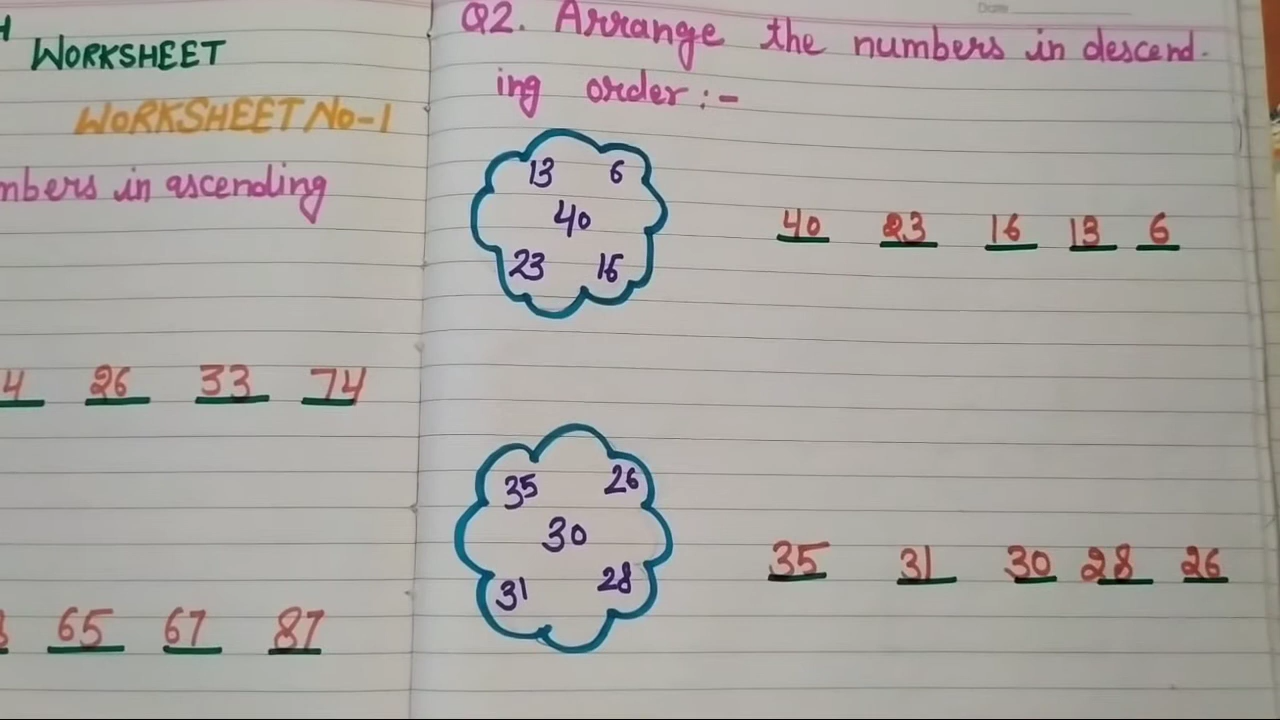 WORKSHEET
WORKSHEET No-1
in ascending
26 33 74
65 67 87
Date
Q2. Arrange the numbers in descend-
ing order :-
13 6
40
23 16
40 23 16 13 6
35 26
30
31 28
35 31 30 28 26